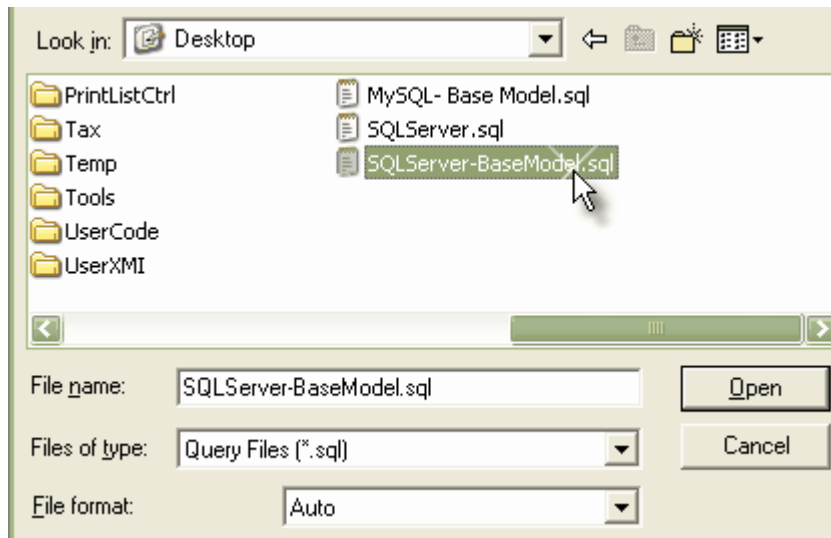 Look in: Desktop
PrintListCtrl
Tax
Temp
Tools
UserCode
UserXMI
MySQL- Base Model.sql
SQLServer.sql
SQLServer-BaseModel.sql
File name: SQLServer-BaseModel.sql Open
Files of type: Query Files (*.sql) Cancel
File format: Auto